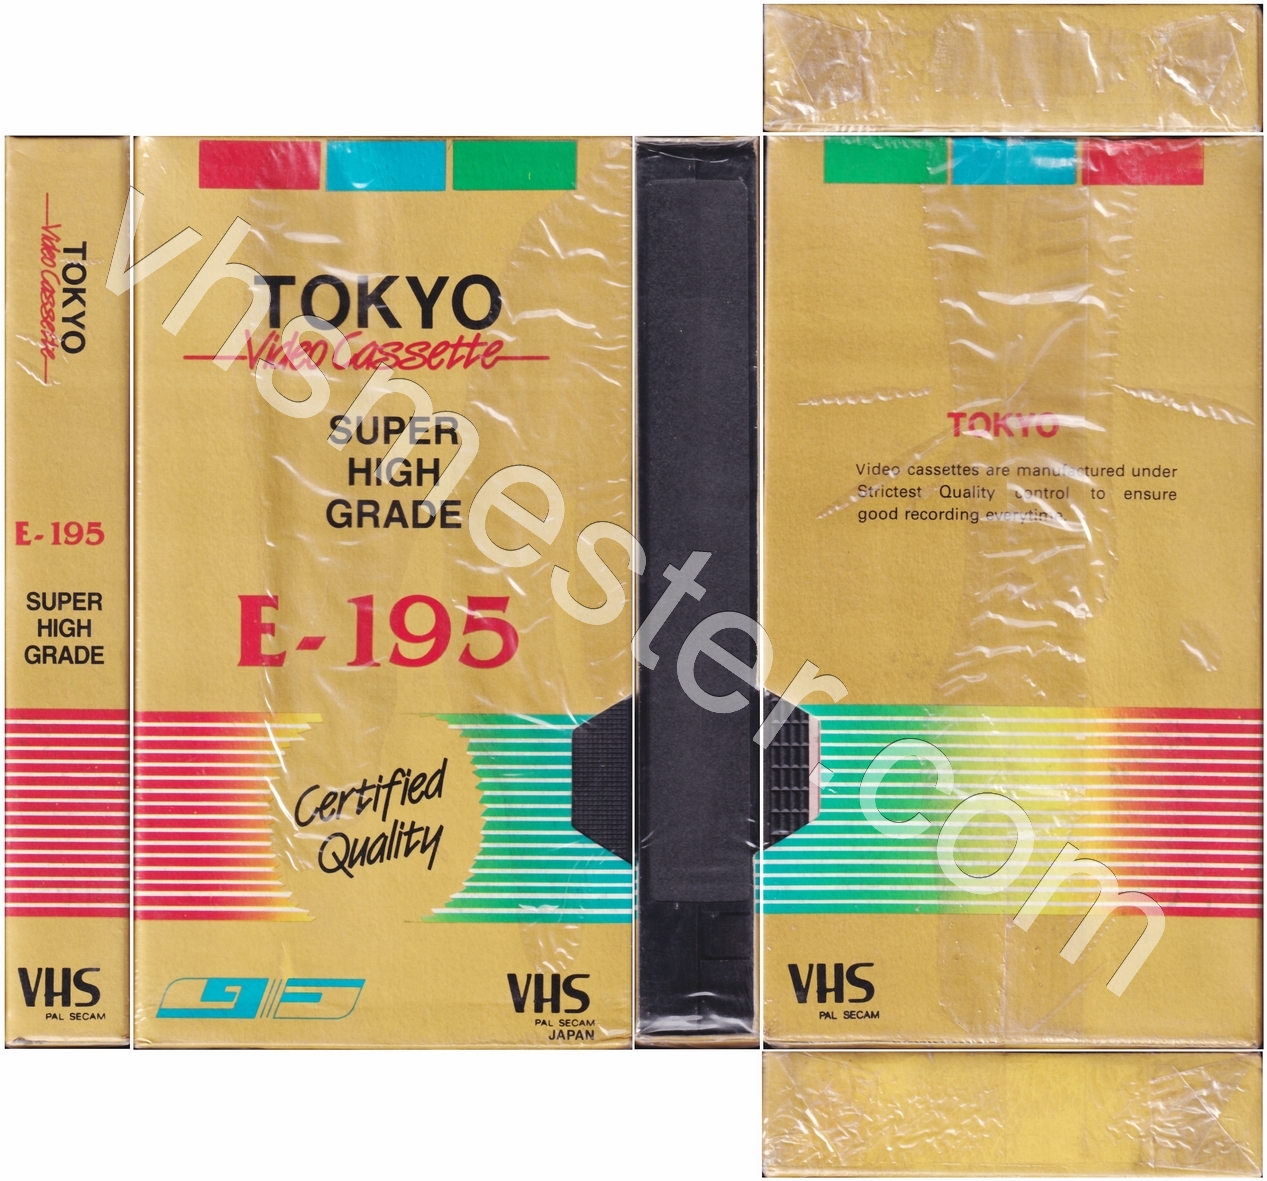 TOKYO
Video Cassette
E-195
SUPER
HIGH
GRADE
VHS
PAL SECAM
TOKYO
Video Cassette
SUPER
HIGH
GRADE
E-195
Certified
Quality
VHS
PAL SECAM
JAPAN
TOKYO
Video cassettes are manufactured under
Strictest Quality control to ensure
good recording everytime.
VHS
PAL SECAM
vhsmester.com